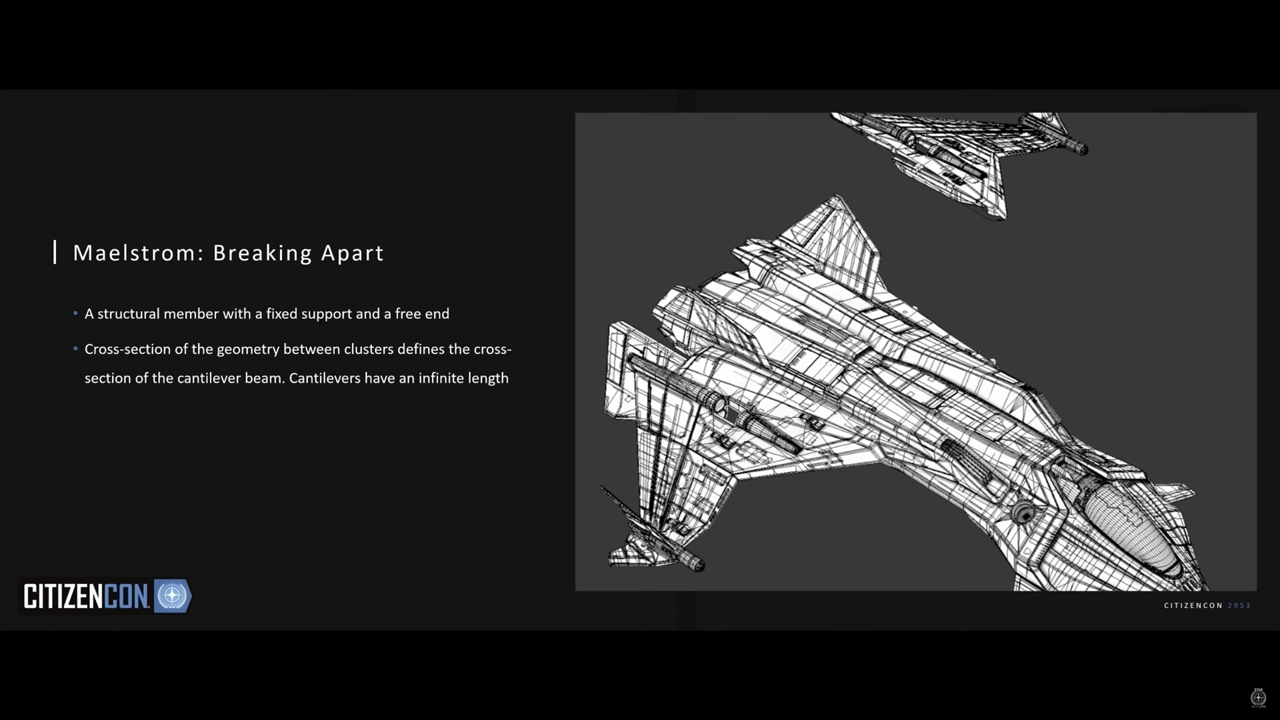 Maelstrom: Breaking Apart
• A structural member with a fixed support and a free end
• Cross-section of the geometry between clusters defines the cross-
section of the cantilever beam. Cantilevers have an infinite length
CITIZENCON
CITIZENCON 2953